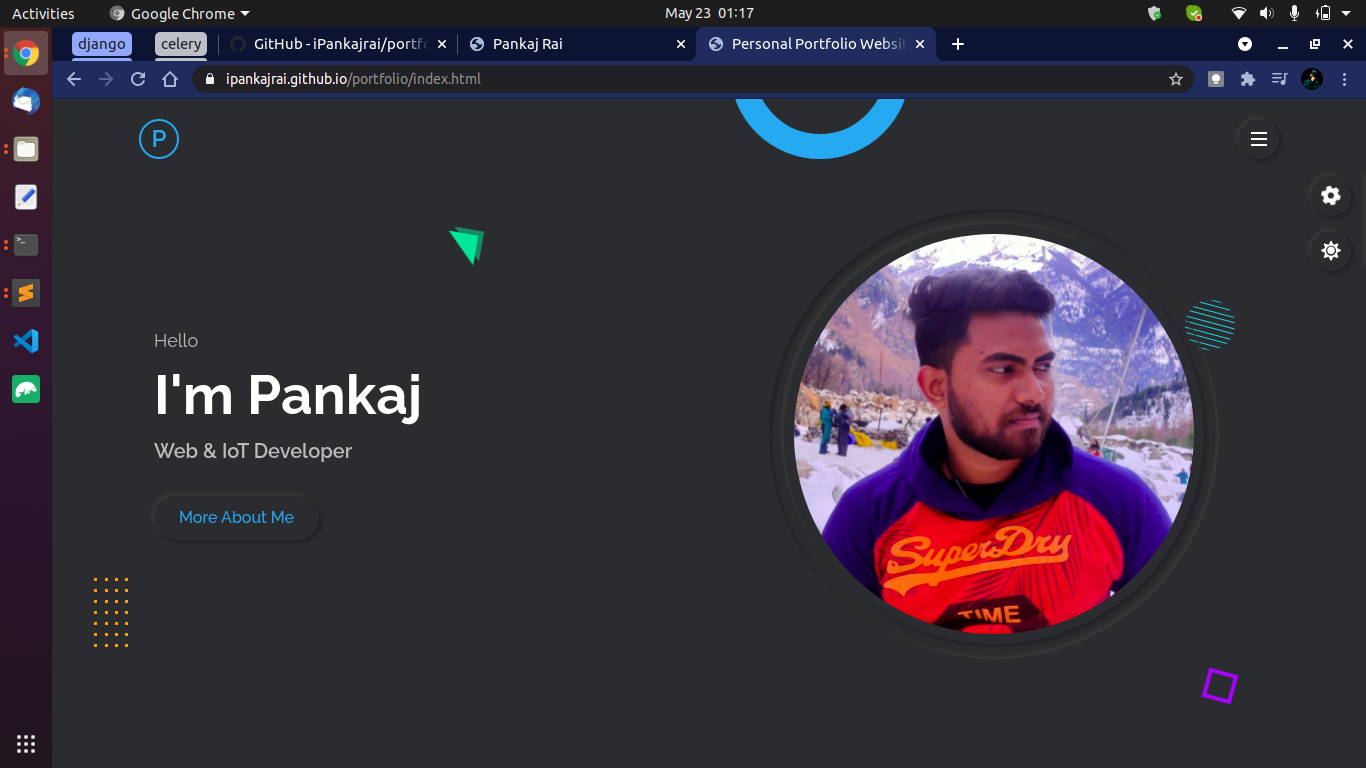 Activities
Google Chrome
May 23 01:17
django
celery
GitHub - iPankajrai/portfo
Pankaj Rai
Personal Portfolio Websit
ipankajrai.github.io/portfolio/index.html
P
Hello
I'm Pankaj
Web & IoT Developer
More About Me
SuperDry
TIME